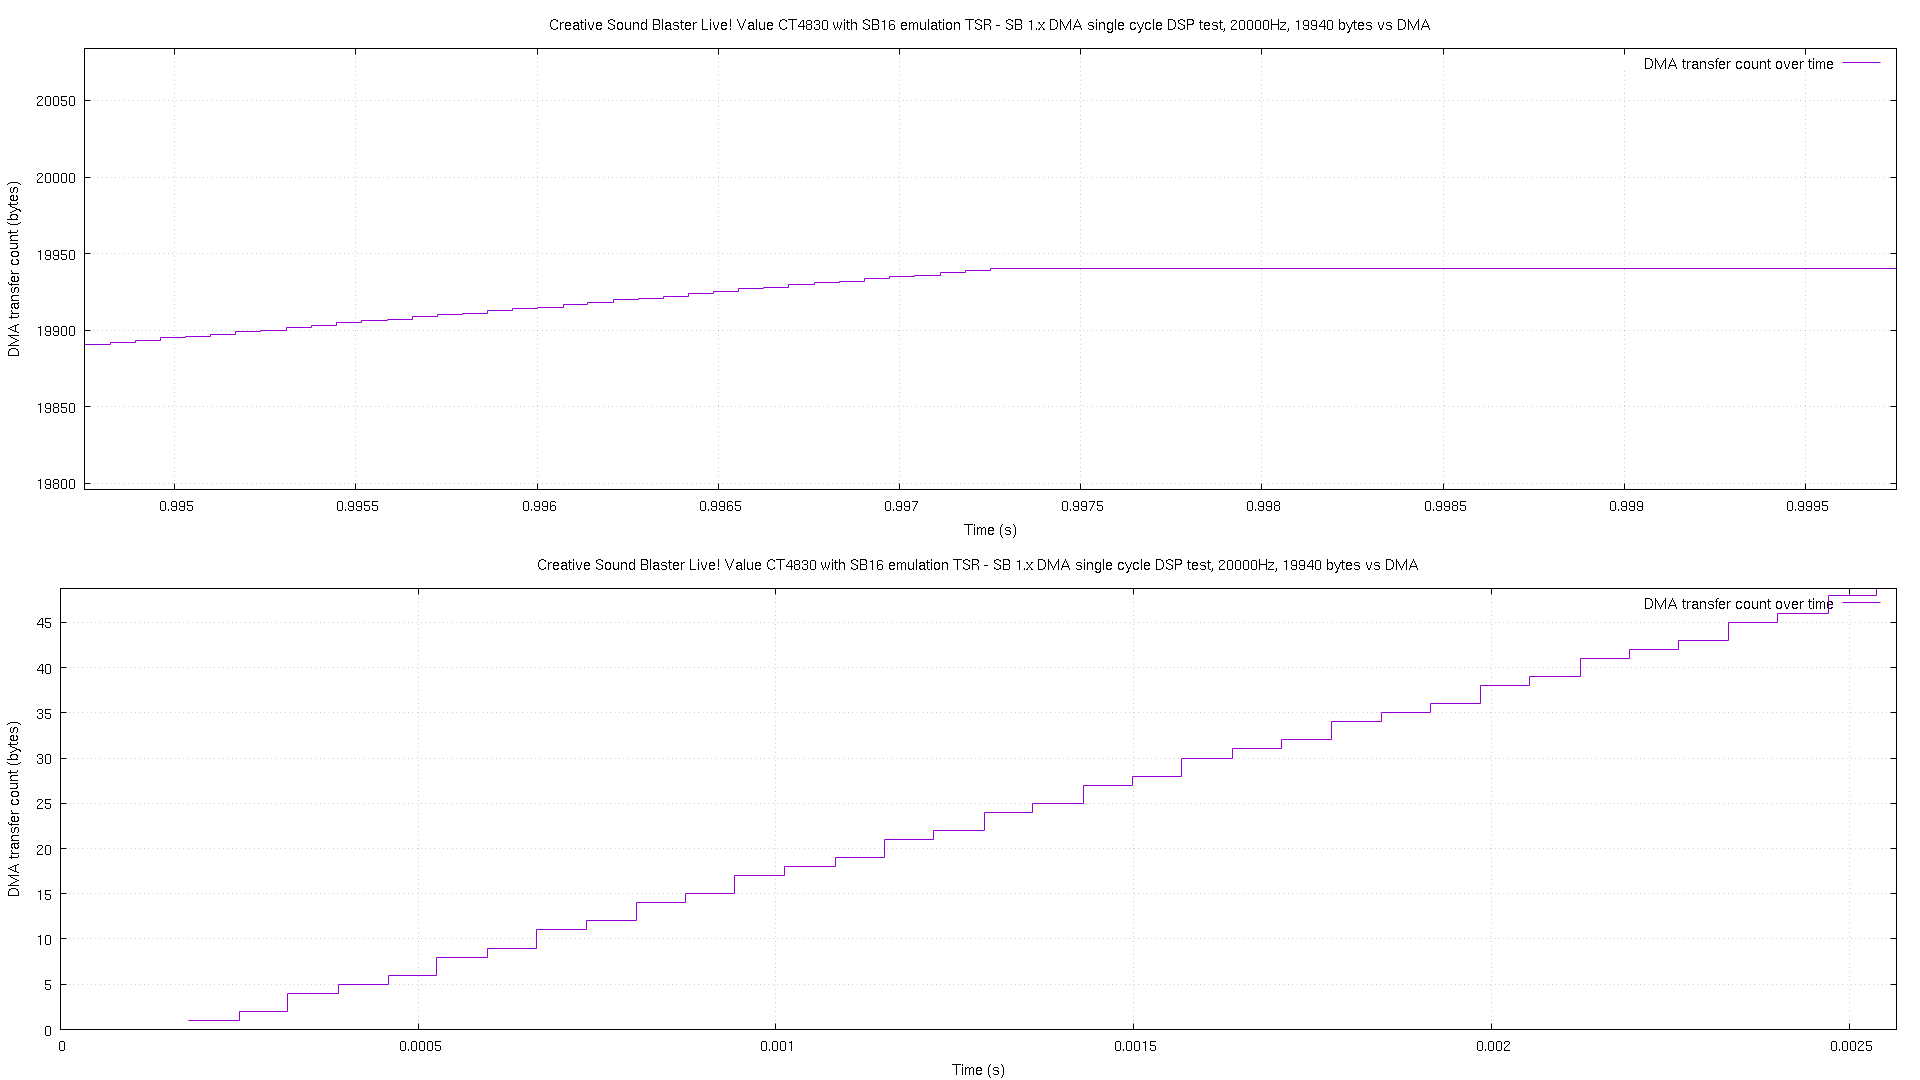 Creative Sound Blaster Live! Value CT4830 with SB16 emulation TSR - SB 1.x DMA single cycle DSP test, 20000Hz, 19940 bytes vs DMA
DMA transfer count over time
DMA transfer count (bytes)
20050
20000
19950
19900
19850
19800
0.995 0.9955 0.996 0.9965 0.997 0.9975 0.998 0.9985 0.999 0.9995
Time (s)
Creative Sound Blaster Live! Value CT4830 with SB16 emulation TSR - SB 1.x DMA single cycle DSP test, 20000Hz, 19940 bytes vs DMA
DMA transfer count over time
DMA transfer count (bytes)
45
40
35
30
25
20
15
10
5
0
0 0.0005 0.001 0.0015 0.002 0.0025
Time (s)